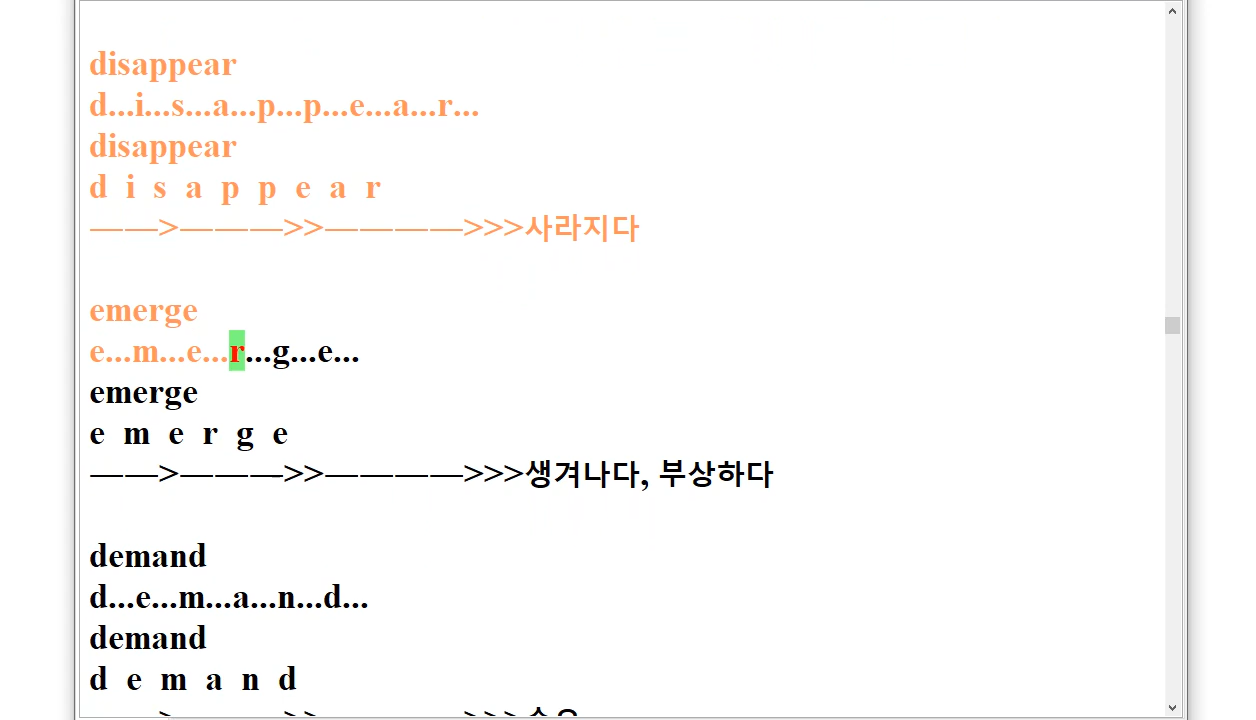 disappear
d...i...s...a...p...p...e...a...r...
disappear
d i s a p p e a r
——>———>>————>>>사라지다
emerge
e...m...e...r...g...e...
emerge
e m e r g e
——>———>>————>>>생겨나다, 부상하다
demand
d...e...m...a...n...d...
demand
d e m a n d